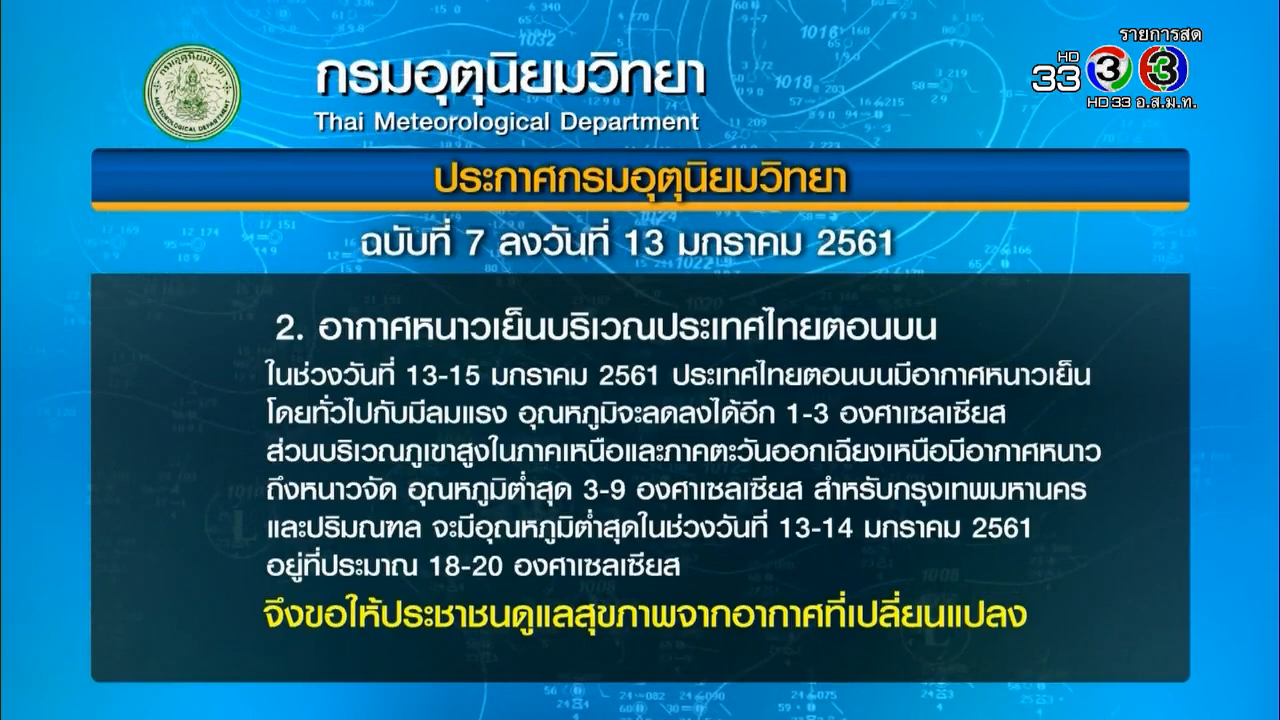 รายการสด
HD
33 3 3
HD 33 อ.ส.ม.ท.
กรมอุตุนิยมวิทยา
METEOROLOGICAL DEPARTMENT
กรมอุตุนิยมวิทยา
Thai Meteorological Department
ประกาศกรมอุตุนิยมวิทยา
ฉบับที่ 7 ลงวันที่ 13 มกราคม 2561
2. อากาศหนาวเย็นบริเวณประเทศไทยตอนบน
ในช่วงวันที่ 13-15 มกราคม 2561 ประเทศไทยตอนบนมีอากาศหนาวเย็น
โดยทั่วไปกับมีลมแรง อุณหภูมิจะลดลงได้อีก 1-3 องศาเซลเซียส
ส่วนบริเวณภูเขาสูงในภาคเหนือและภาคตะวันออกเฉียงเหนือมีอากาศหนาว
ถึงหนาวจัด อุณหภูมิต่ำสุด 3-9 องศาเซลเซียส สำหรับกรุงเทพมหานคร
และปริมณฑล จะมีอุณหภูมิต่ำสุดในช่วงวันที่ 13-14 มกราคม 2561
อยู่ที่ประมาณ 18-20 องศาเซลเซียส
จึงขอให้ประชาชนดูแลสุขภาพจากอากาศที่เปลี่ยนแปลง